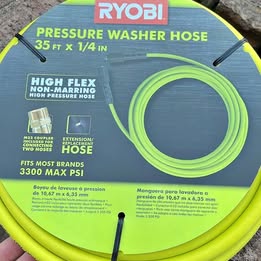 RYOBI
PRESSURE WASHER HOSE
35 FT x 1/4 IN
HIGH FLEX
NON-MARRING
HIGH PRESSURE HOSE
M22 COUPLER
INCLUDED FOR
CONNECTING
TWO HOSES
EXTENSION/
REPLACEMENT
HOSE
FITS MOST BRANDS
3300 MAX PSI
Boyau de laveuse à pression
de 10,67 m x 6,35 mm
Manguera para lavadora a
presión de 10,67 m x 6,35 mm